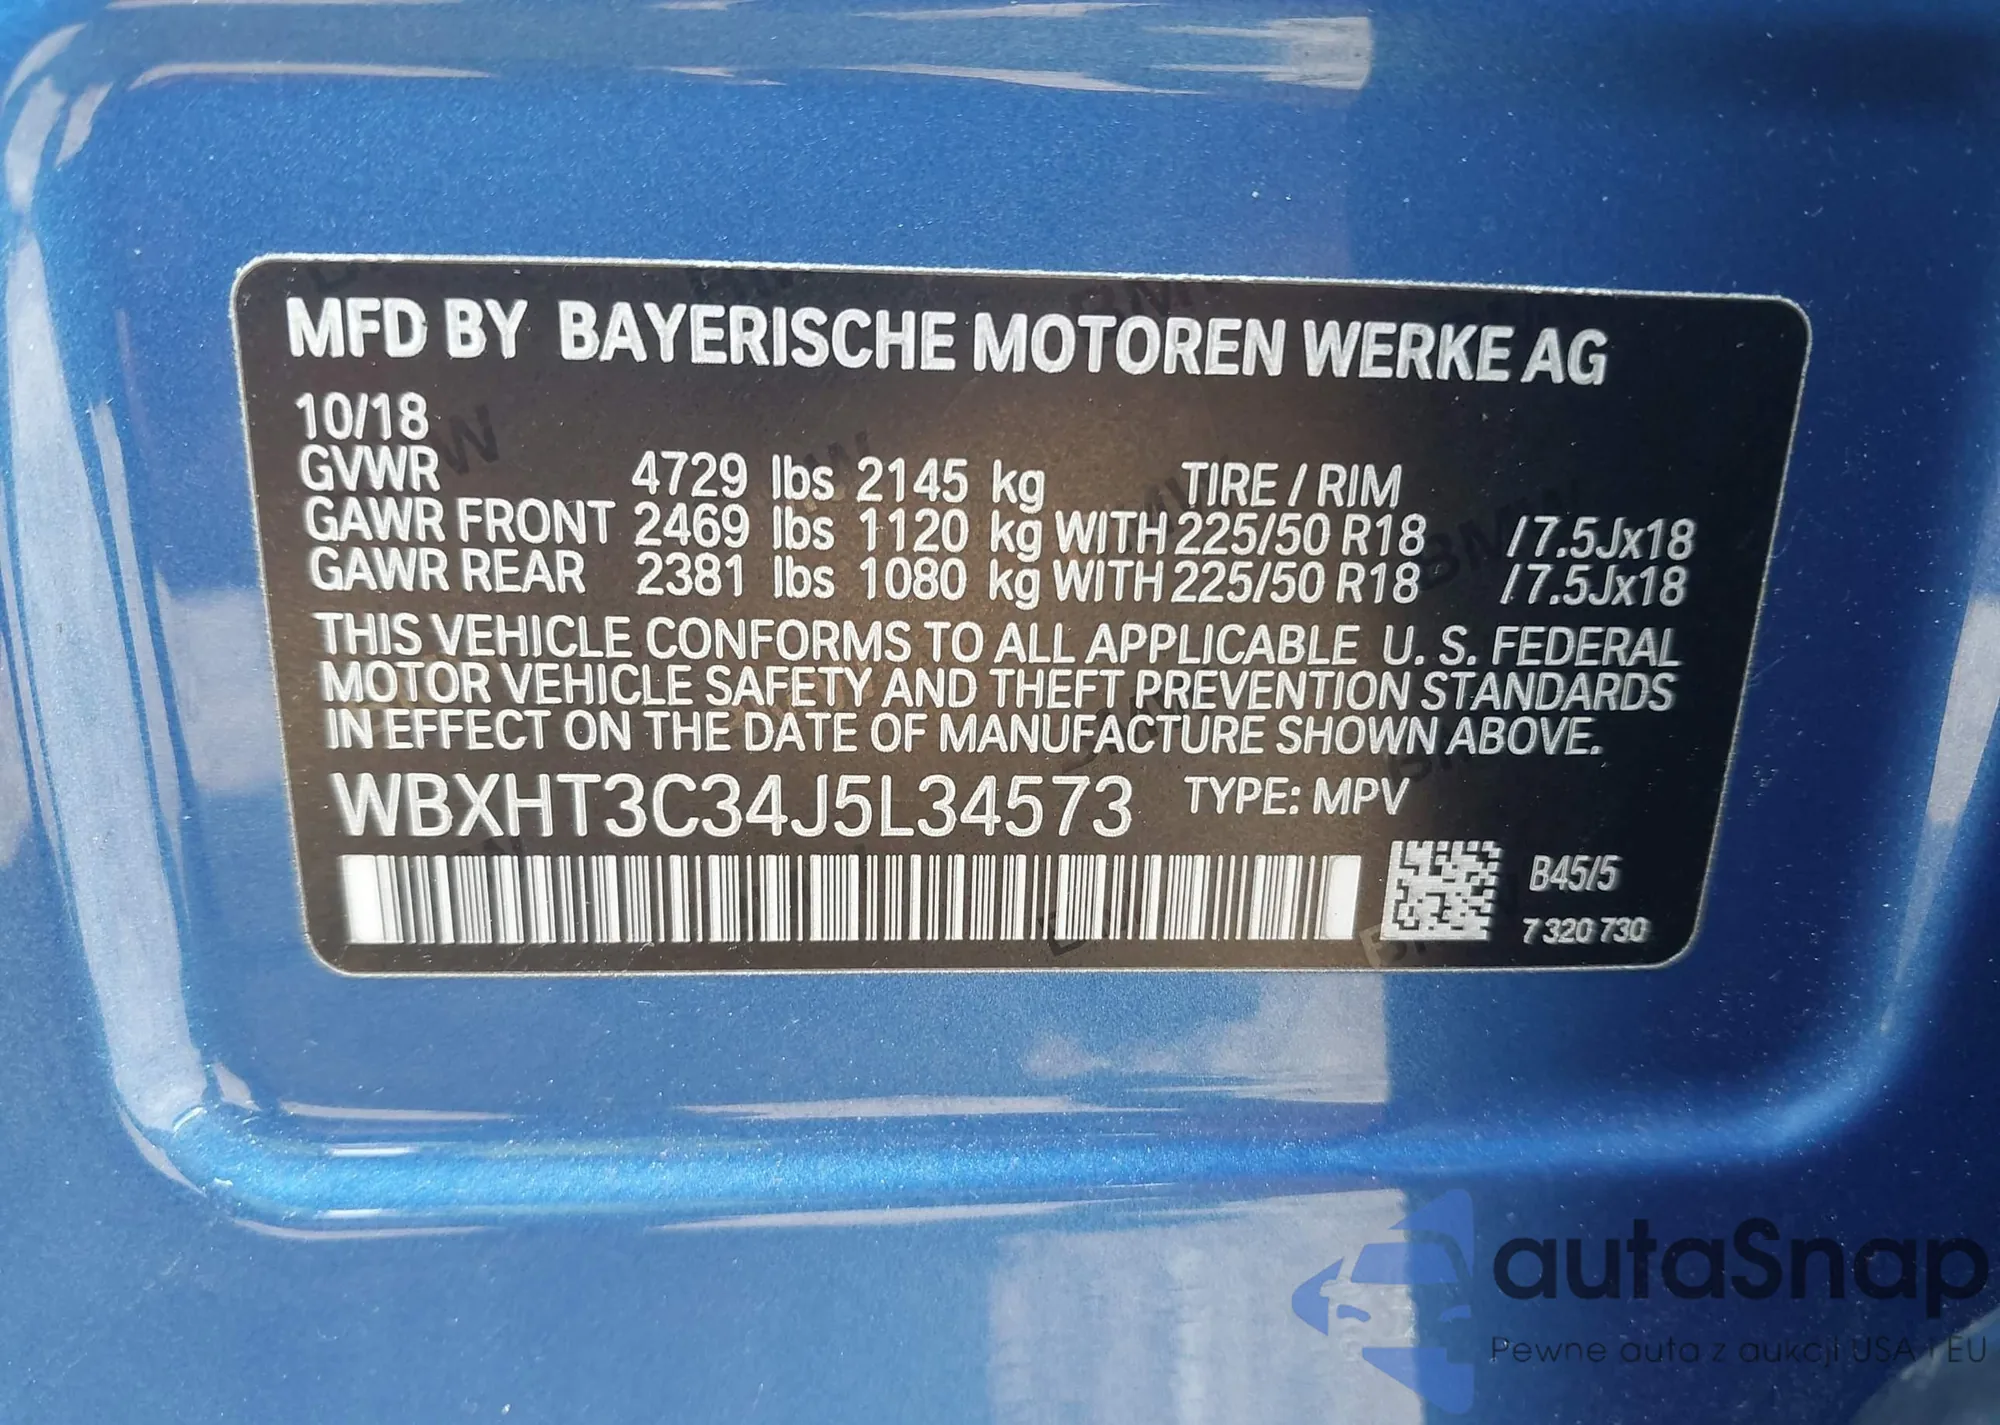 MFD BY BAYERISCHE MOTOREN WERKE AG
10/18
GVWR 4729 lbs 2145 kg TIRE / RIM
GAWR FRONT 2469 lbs 1120 kg WITH 225/50 R18 /7.5Jx18
GAWR REAR 2381 lbs 1080 kg WITH 225/50 R18 /7.5Jx18
THIS VEHICLE CONFORMS TO ALL APPLICABLE U. S. FEDERAL
MOTOR VEHICLE SAFETY AND THEFT PREVENTION STANDARDS
IN EFFECT ON THE DATE OF MANUFACTURE SHOWN ABOVE.
WBXHT3C34J5L34573 TYPE: MPV
B45/5
7 320 730
autaSnap
Pewne auta z aukcji USA i EU